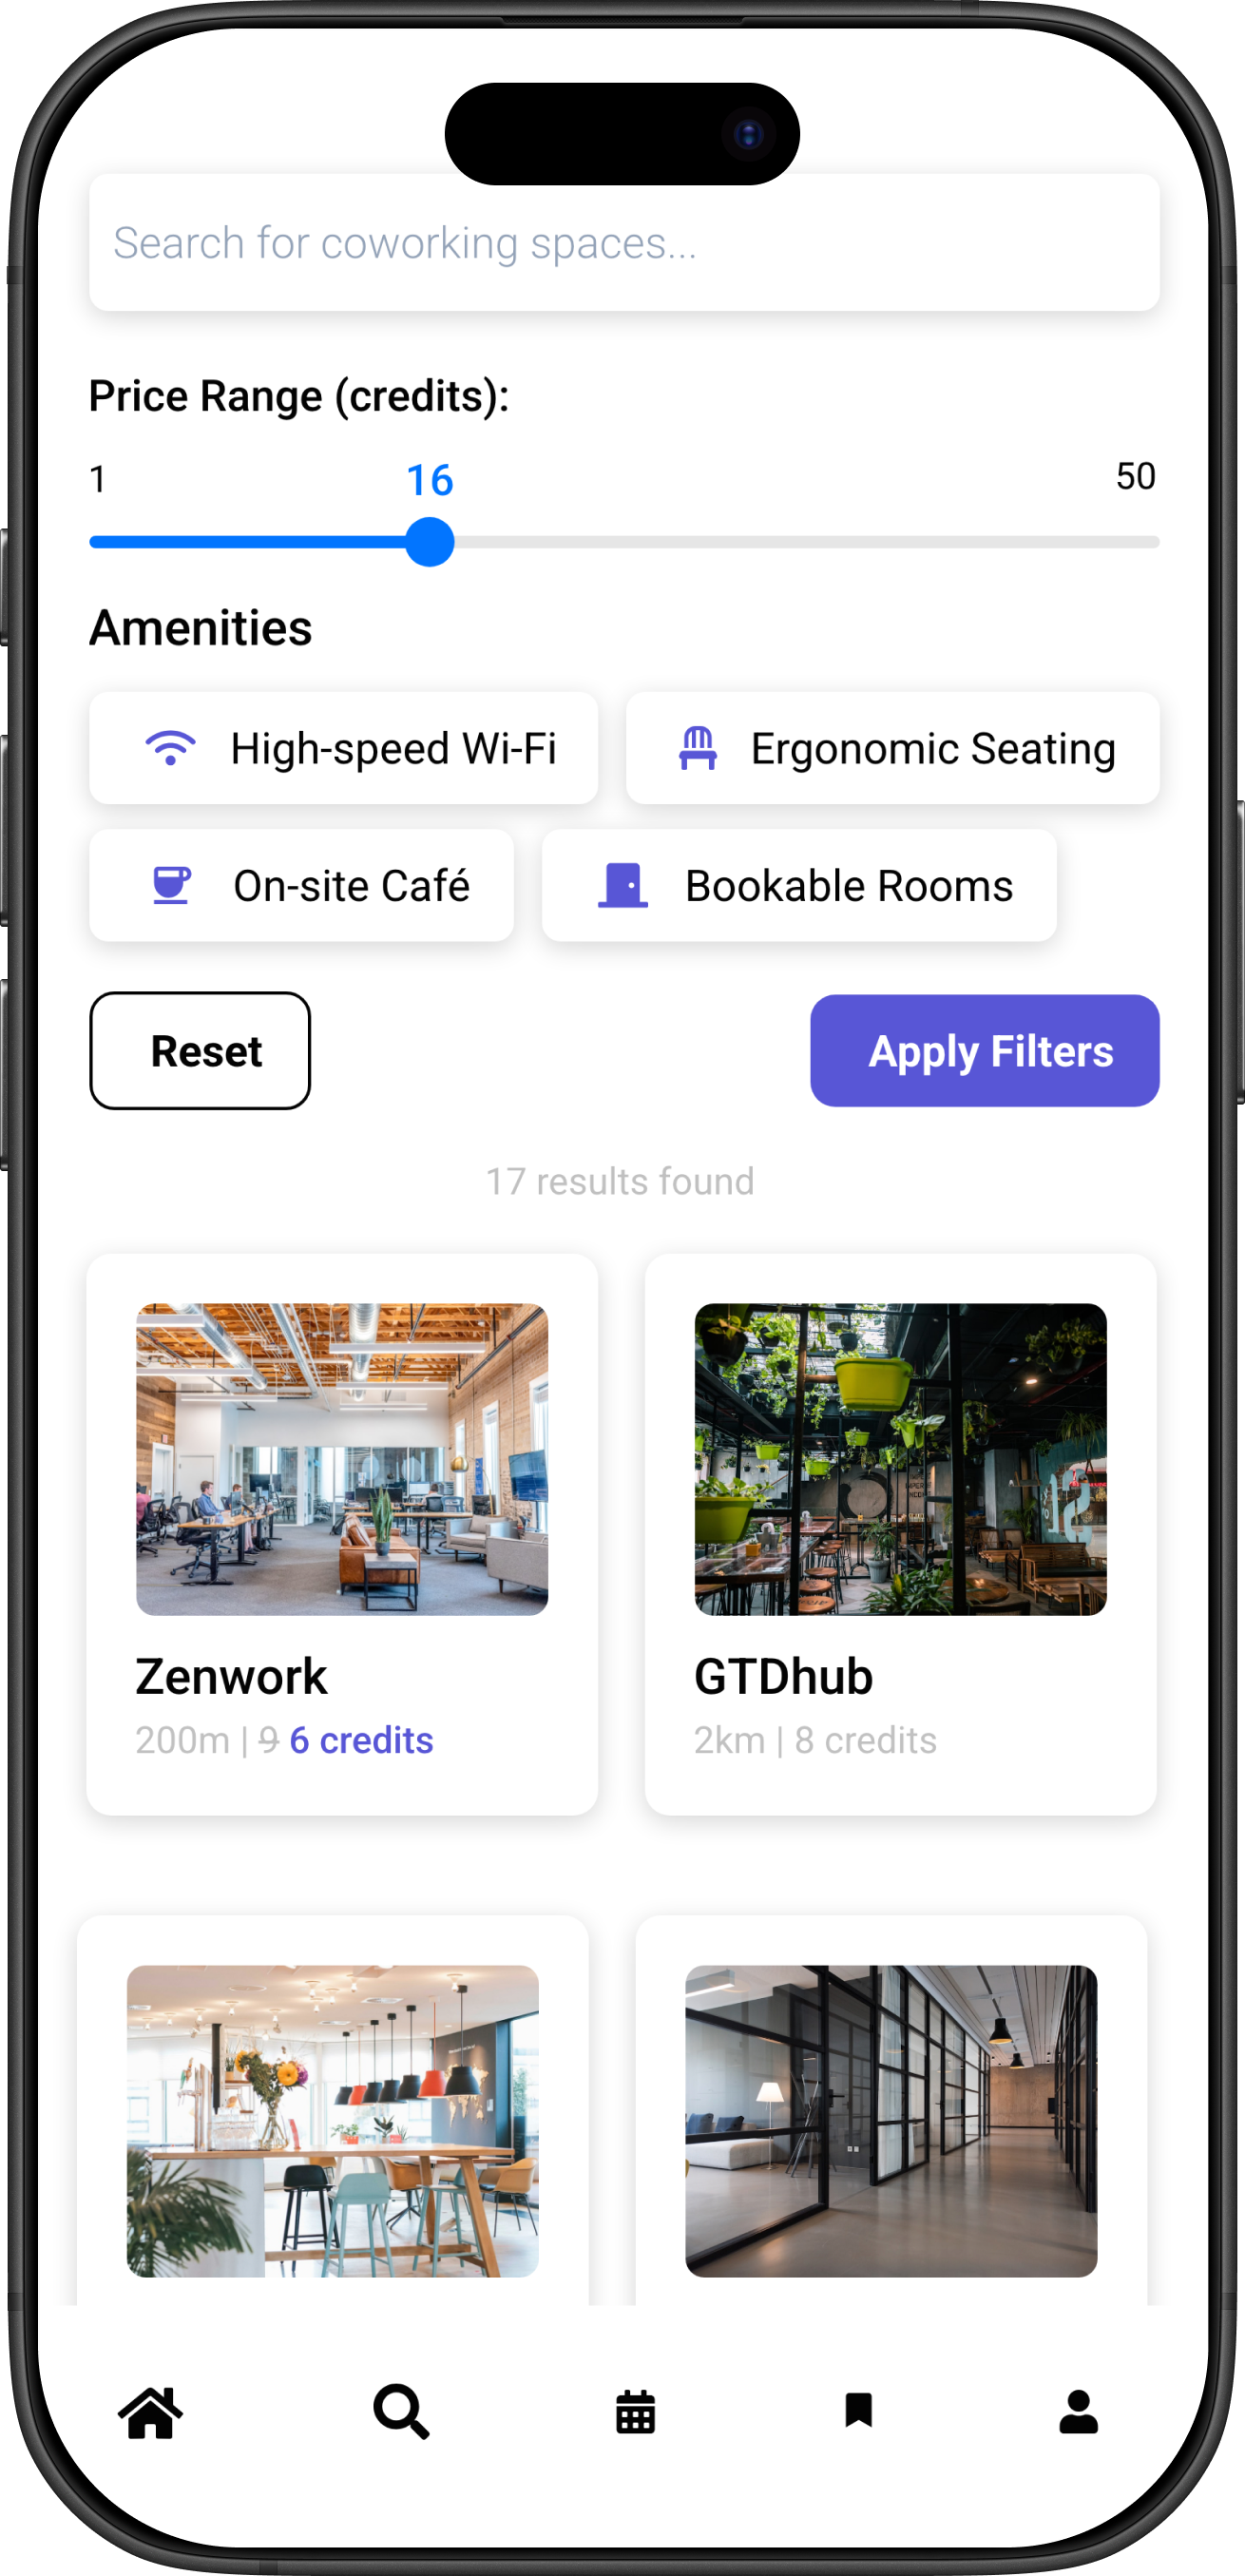 Search for coworking spaces...
Price Range (credits):
1 16 50
Amenities
High-speed Wi-Fi
Ergonomic Seating
On-site Café
Bookable Rooms
Reset
Apply Filters
17 results found
Zenwork
200m | 9 6 credits
GTDhub
2km | 8 credits